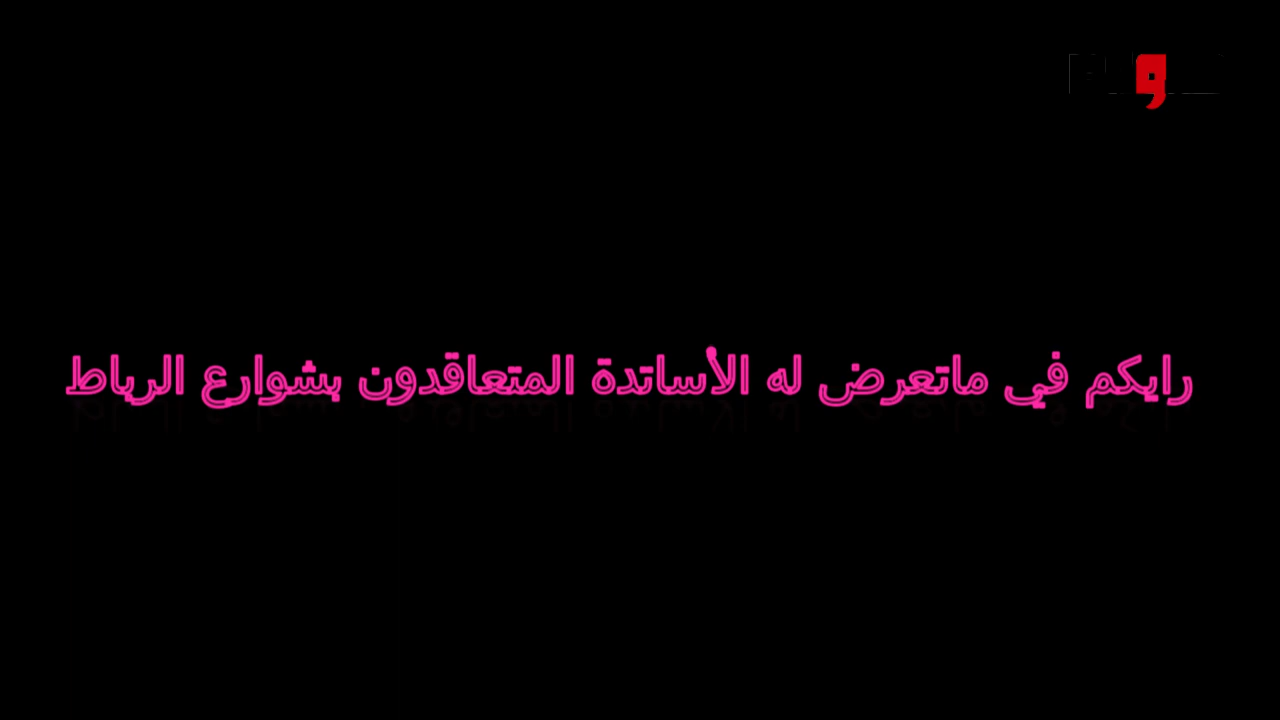 رايكم في ماتعرض له الأساتدة المتعاقدون بشوارع الرباط